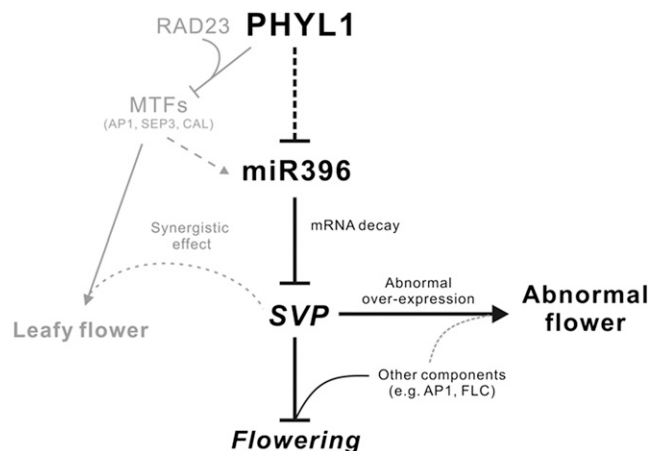 RAD23 PHYL1
MTFs
(AP1, SEP3, CAL)
miR396
mRNA decay
Synergistic
effect
Leafy flower
SVP
Abnormal
over-expression
Abnormal
flower
Other components
(e.g. AP1, FLC)
Flowering